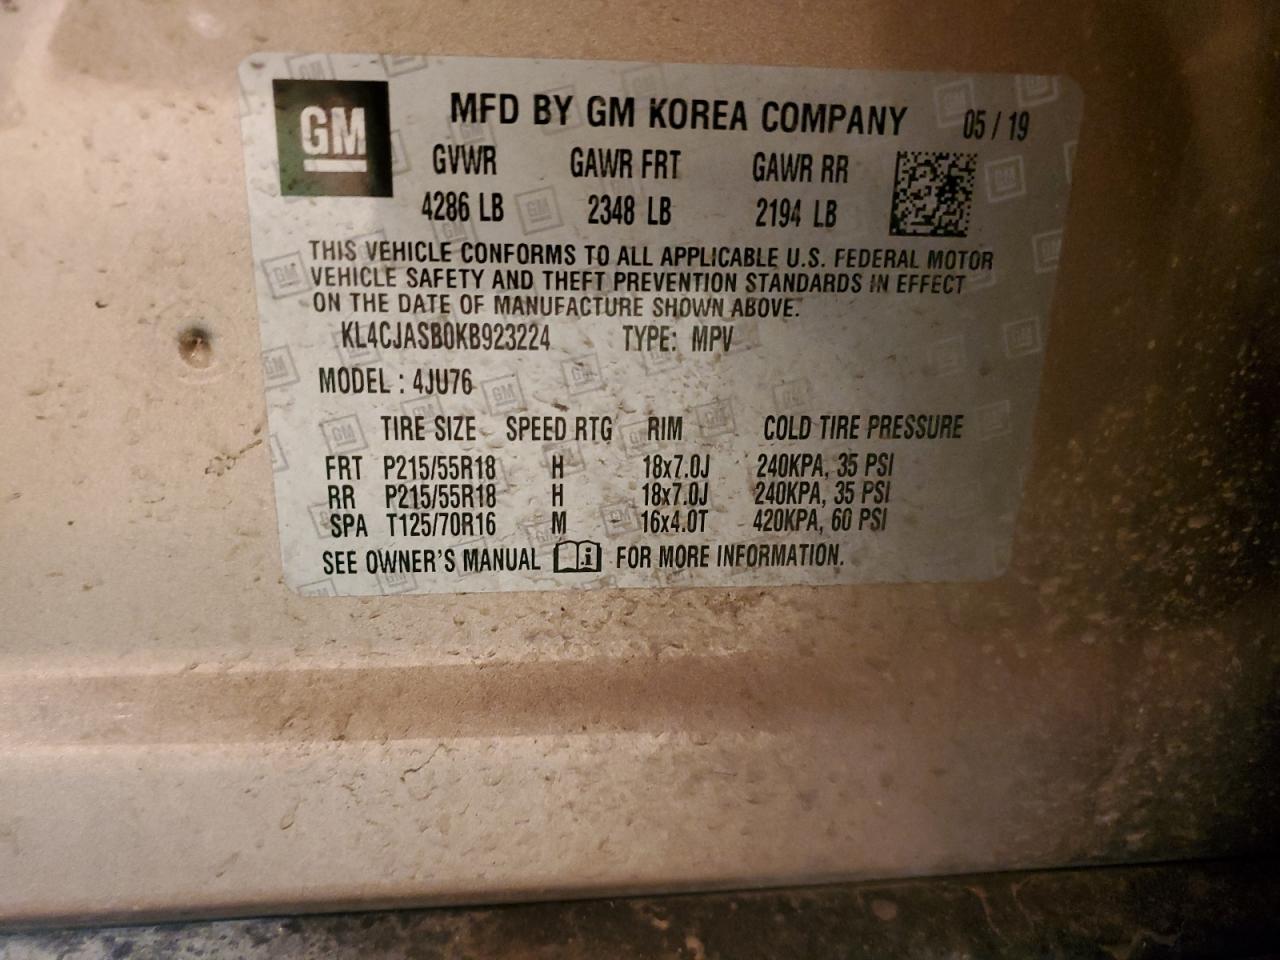 GM
MFD BY GM KOREA COMPANY 05 / 19
GVWR GAWR FRT GAWR RR
4286 LB 2348 LB 2194 LB
THIS VEHICLE CONFORMS TO ALL APPLICABLE U.S. FEDERAL MOTOR
VEHICLE SAFETY AND THEFT PREVENTION STANDARDS IN EFFECT
ON THE DATE OF MANUFACTURE SHOWN ABOVE.
KL4CJASB0KB923224 TYPE: MPV
MODEL : 4JU76
TIRE SIZE SPEED RTG RIM COLD TIRE PRESSURE
FRT P215/55R18 H 18x7.0J 240KPA, 35 PSI
RR P215/55R18 H 18x7.0J 240KPA, 35 PSI
SPA T125/70R16 M 16x4.0T 420KPA, 60 PSI
SEE OWNER'S MANUAL i FOR MORE INFORMATION.